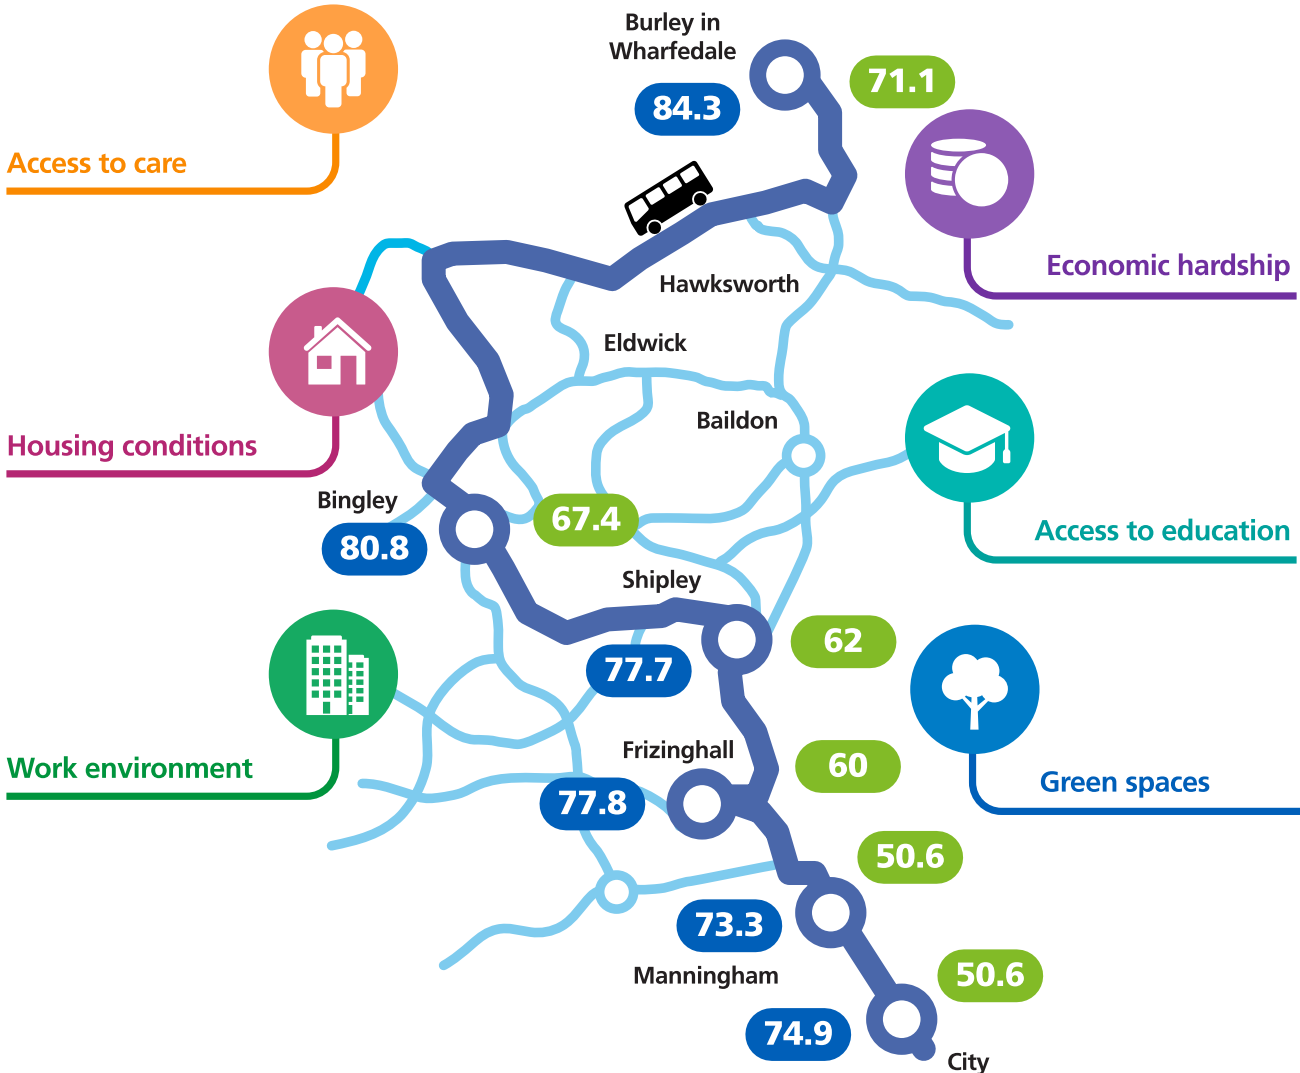 Burley in
Wharfedale
84.3
71.1
Access to care
Economic hardship
Hawksworth
Eldwick
Baildon
Housing conditions
Bingley
80.8
67.4
Access to education
Shipley
77.7
62
Work environment
Frizinghall
60
Green spaces
77.8
50.6
73.3
Manningham
50.6
74.9
City